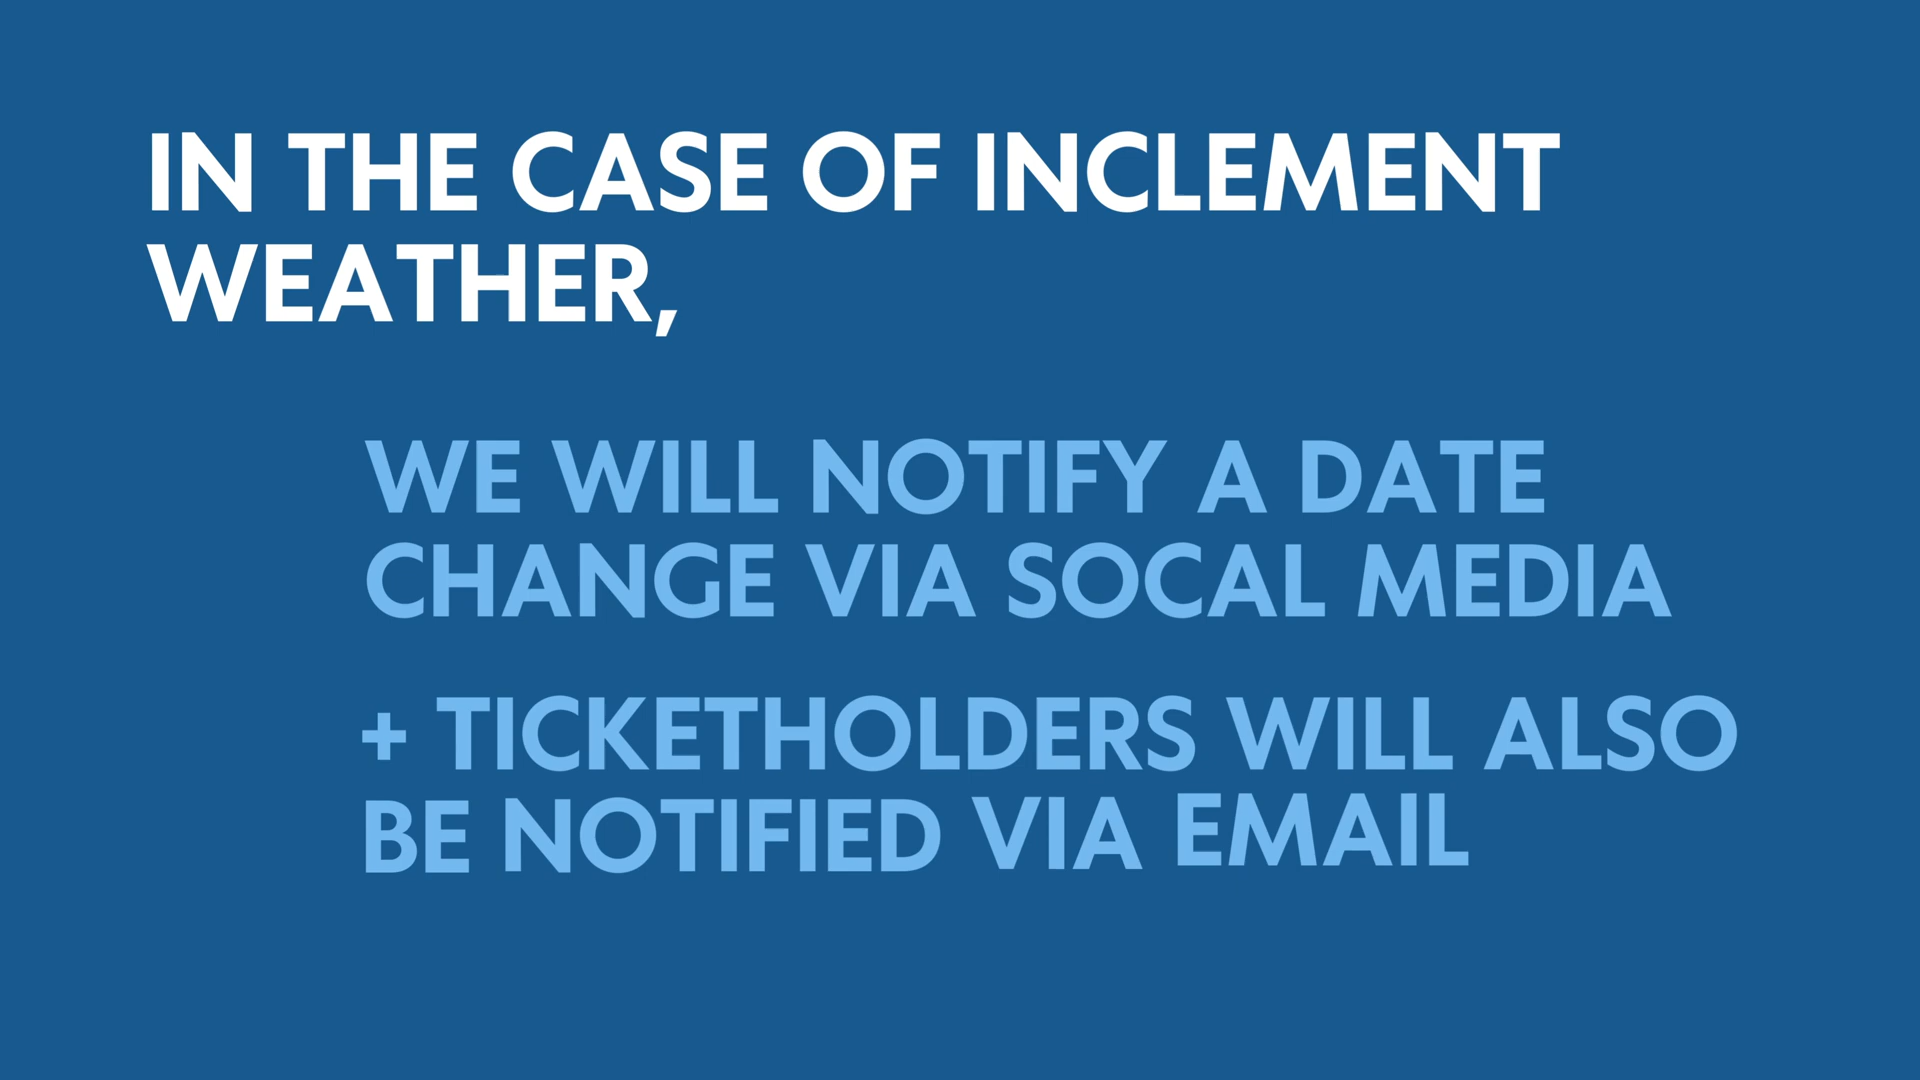 IN THE CASE OF INCLEMENT
WEATHER,
WE WILL NOTIFY A DATE
CHANGE VIA SOCAL MEDIA
+ TICKETHOLDERS WILL ALSO
BE NOTIFIED VIA EMAIL